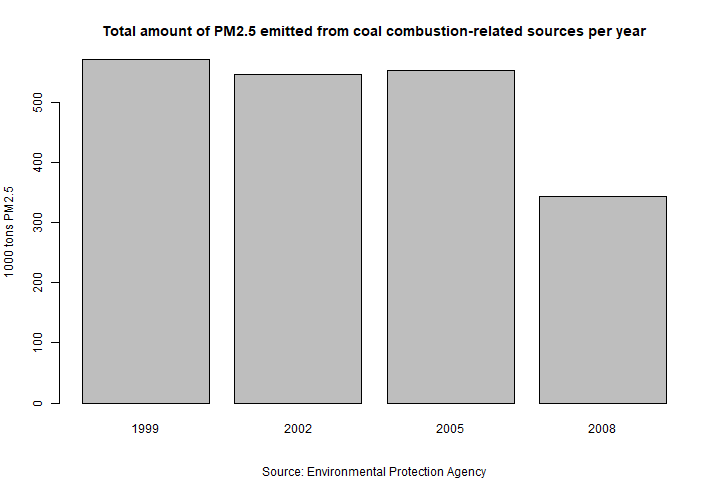 Total amount of PM2.5 emitted from coal combustion-related sources per year
1000 tons PM2.5
500
400
300
200
100
0
1999 2002 2005 2008
Source: Environmental Protection Agency